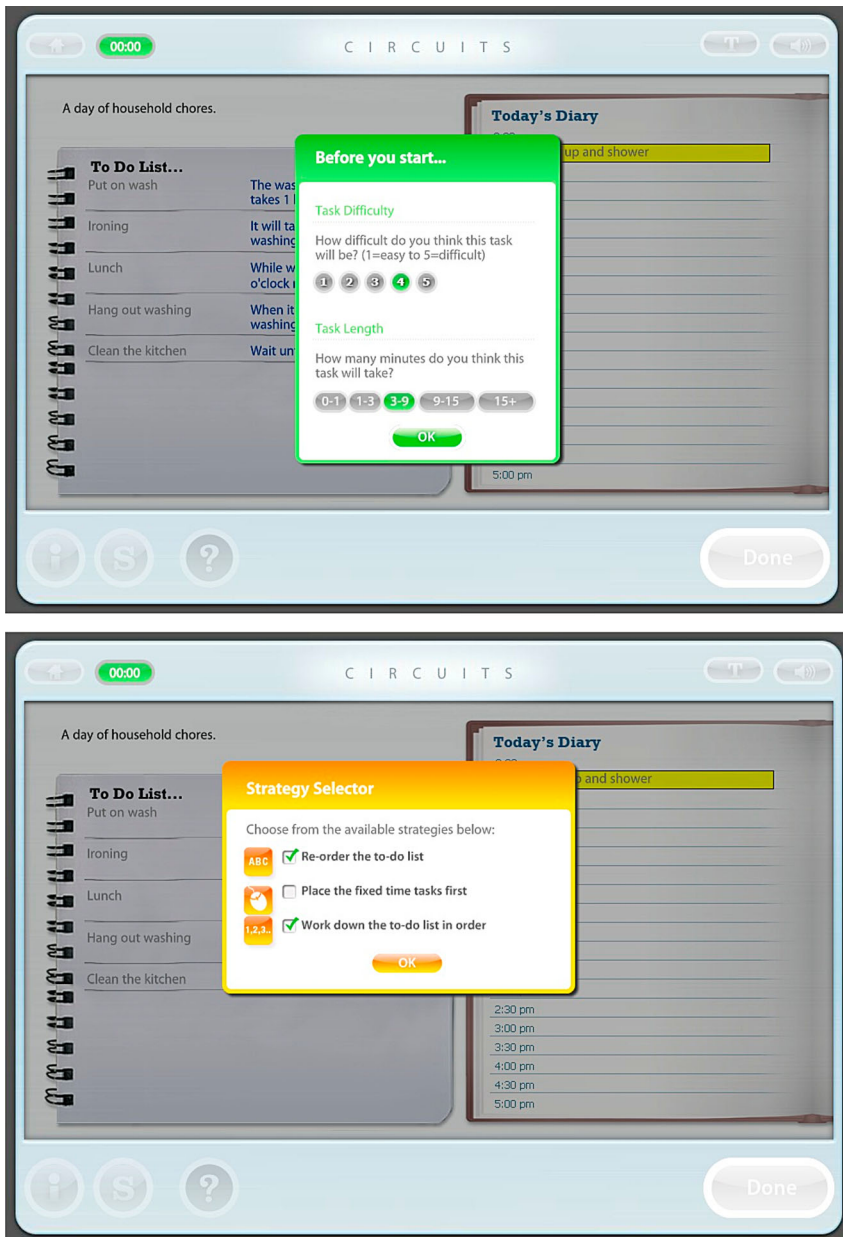 00:00
CIRCUITS
T
A day of household chores.
To Do List...
Put on wash
The was
takes 1
Ironing
It will ta
washing
Lunch
While w
o'clock
Hang out washing
When it
washing
Clean the kitchen
Wait un
Before you start...
Task Difficulty
How difficult do you think this task
will be? (1=easy to 5=difficult)
1 2 3 4 5
Task Length
How many minutes do you think this
task will take?
0-1 1-3 3-9 9-15 15+
OK
Today's Diary
up and shower
5:00 pm
i S ?
Done
00:00
CIRCUITS
T
A day of household chores.
To Do List...
Put on wash
Ironing
Lunch
Hang out washing
Clean the kitchen
Strategy Selector
Choose from the available strategies below:
ABC Re-order the to-do list
Place the fixed time tasks first
1,2,3.. Work down the to-do list in order
OK
Today's Diary
and shower
2:30 pm
3:00 pm
3:30 pm
4:00 pm
4:30 pm
5:00 pm
i S ?
Done